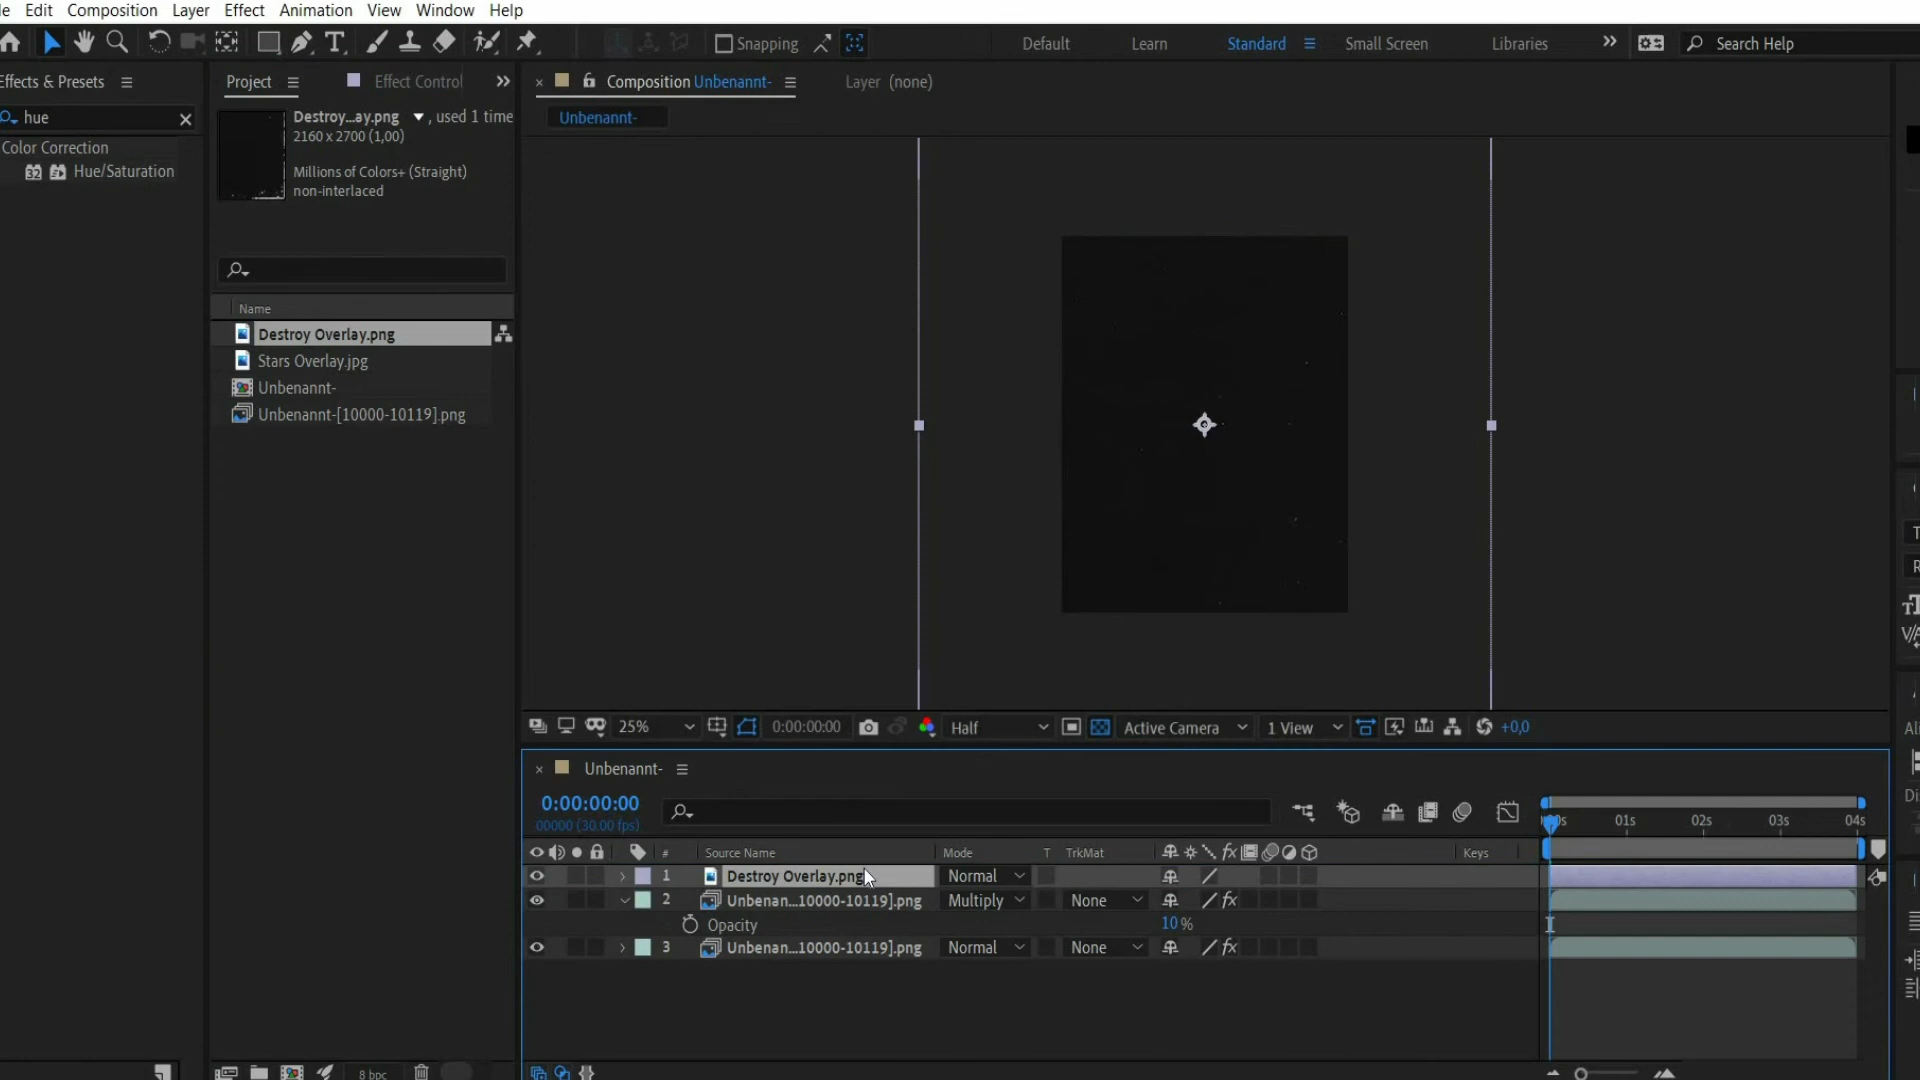 Edit Composition Layer Effect Animation View Window Help
Snapping Default Learn Standard Small Screen Libraries Search Help
Effects & Presets
hue
Color Correction
32 Hue/Saturation
Project Effect Control
Destroy...ay.png , used 1 time
2160 x 2700 (1,00)
Millions of Colors+ (Straight)
non-interlaced
Name
Destroy Overlay.png
Stars Overlay.jpg
Unbenannt-
Unbenannt-[10000-10119].png
8 bpc
Composition Unbenannt- Layer (none)
Unbenannt-
25% 0:00:00:00 Half Active Camera 1 View +0,0
Unbenannt-
0:00:00:00
00000 (30.00 fps)
01s 02s 03s 04s
# Source Name Mode T TrkMat fx Keys
1 Destroy Overlay.png Normal
2 Unbenan...10000-10119].png Multiply None fx
Opacity 10 %
3 Unbenan...10000-10119].png Normal None fx